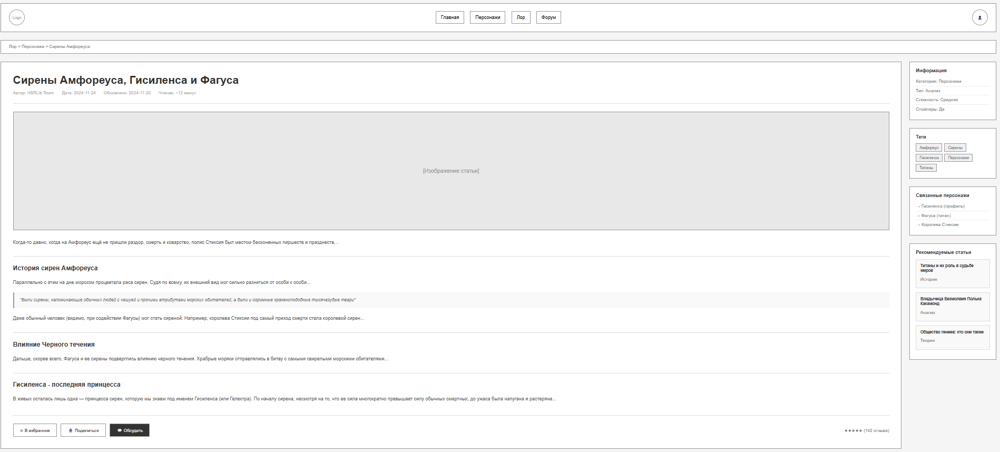 Logo
Главная
Персонажи
Лор
Форум
Лор > Персонажи > Сирены Амфореуса
Сирены Амфореуса, Гисиленса и Фагуса
Автор: HSRLib Team Дата: 2024-11-24 Обновлено: 2024-11-20 Чтение: ~12 минут
[Изображение статьи]
Когда-то давно, когда на Амфореус ещё не пришли раздор, смерть и коварство, полис Стиксия был местом бесконечных пиршеств и празднеств...
История сирен Амфореуса
Параллельно с этим на дне морском процветала раса сирен. Судя по всему, их внешний вид мог сильно разниться от особи к особи...
"Были сирены, напоминающие обычных людей с чешуей и прочими атрибутами морских обитателей, а были и огромные кракеноподобные тысячезубые твари"
Даже обычный человек (видимо, при содействии Фагусы) мог стать сиреной. Например, королева Стиксии под самый приход смерти стала королевой сирен...
Влияние Черного течения
Дальше, скорее всего, Фагуса и ее сирены подверглись влиянию черного течения. Храбрые моряки отправлялись в битву с самыми свирепыми морскими обитателями...
Гисиленса - последняя принцесса
В живых осталась лишь одна — принцесса сирен, которую мы знаем под именем Гисиленса (или Гелектра). По началу сирена, несмотря на то, что ее сила многократно превышает силу обычных смертных, до ужаса была напугана и растеряна...
☆ В избранное
Поделиться
Обсудить
★★★★★ (142 отзыва)
Информация
Категория: Персонажи
Тип: Анализ
Сложность: Средняя
Спойлеры: Да
Теги
Амфореус Сирены
Гисиленса Персонажи
Титаны
Связанные персонажи
→ Гисиленса (профиль)
→ Фагуса (титан)
→ Королева Стиксии
Рекомендуемые статьи
Титаны и их роль в судьбе
миров
История
Владычица Безмолвия Полька
Какамонд
Анализ
Общество гениев: кто они такие
Теория